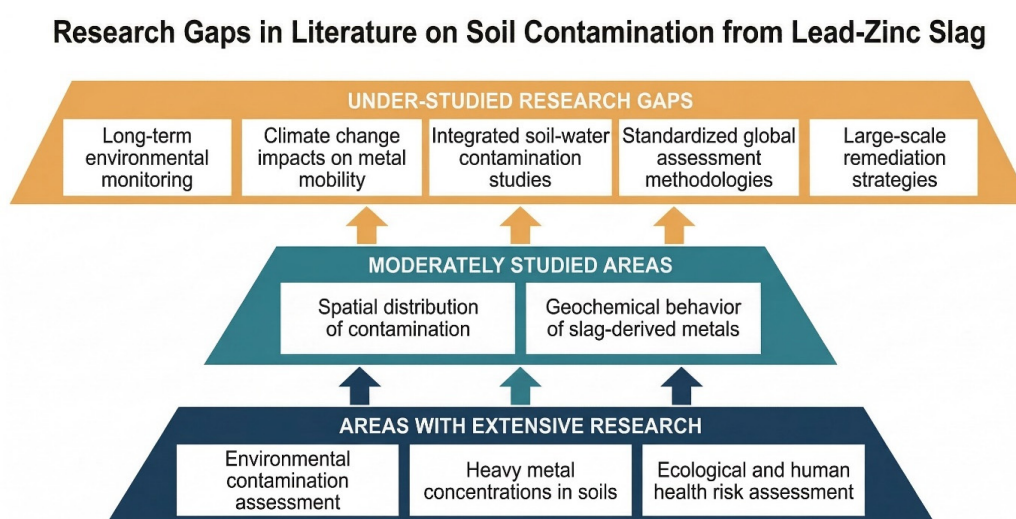 Research Gaps in Literature on Soil Contamination from Lead-Zinc Slag
UNDER-STUDIED RESEARCH GAPS
Long-term
environmental
monitoring
Climate change
impacts on metal
mobility
Integrated soil-water
contamination
studies
Standardized global
assessment
methodologies
Large-scale
remediation
strategies
MODERATELY STUDIED AREAS
Spatial distribution
of contamination
Geochemical behavior
of slag-derived metals
AREAS WITH EXTENSIVE RESEARCH
Environmental
contamination
assessment
Heavy metal
concentrations in soils
Ecological and human
health risk assessment